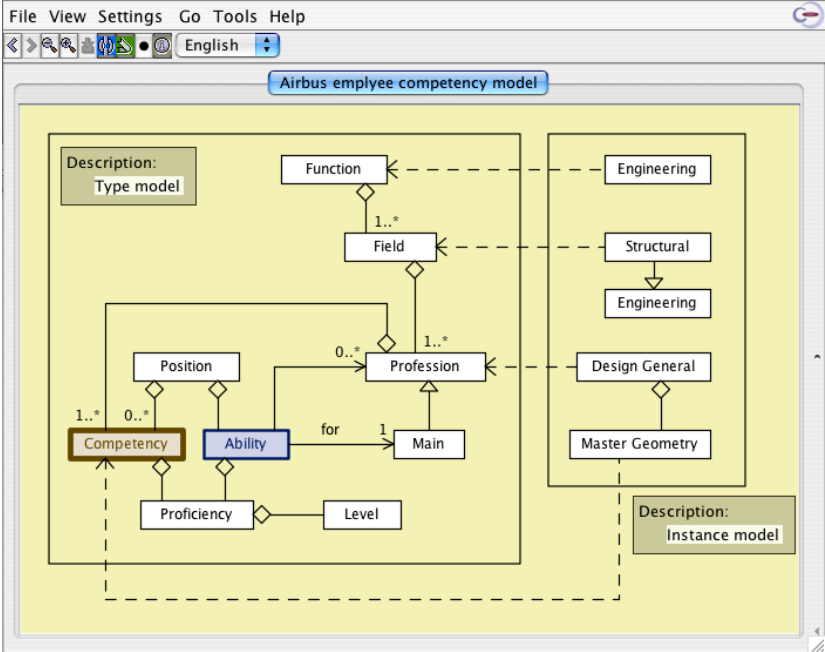 File View Settings Go Tools Help
English
Airbus emplyee competency model
Description:
Type model
Function
Engineering
1..*
Field
Structural
Engineering
0..*
1..*
Position
Profession
Design General
1..*
0..*
for
1
Competency
Ability
Main
Master Geometry
Proficiency
Level
Description:
Instance model